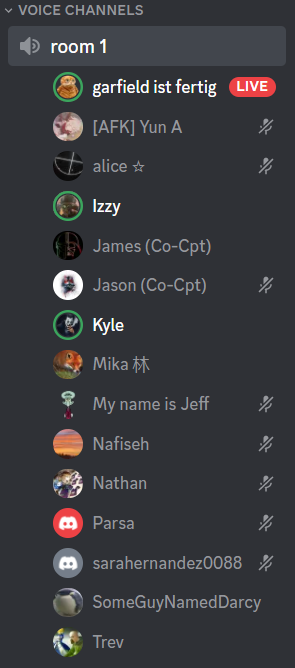 VOICE CHANNELS
room 1
garfield ist fertig LIVE
[AFK] Yun A
alice ☆
Izzy
James (Co-Cpt)
Jason (Co-Cpt)
Kyle
Mika 林
My name is Jeff
Nafiseh
Nathan
Parsa
sarahernandez0088
SomeGuyNamedDarcy
Trev